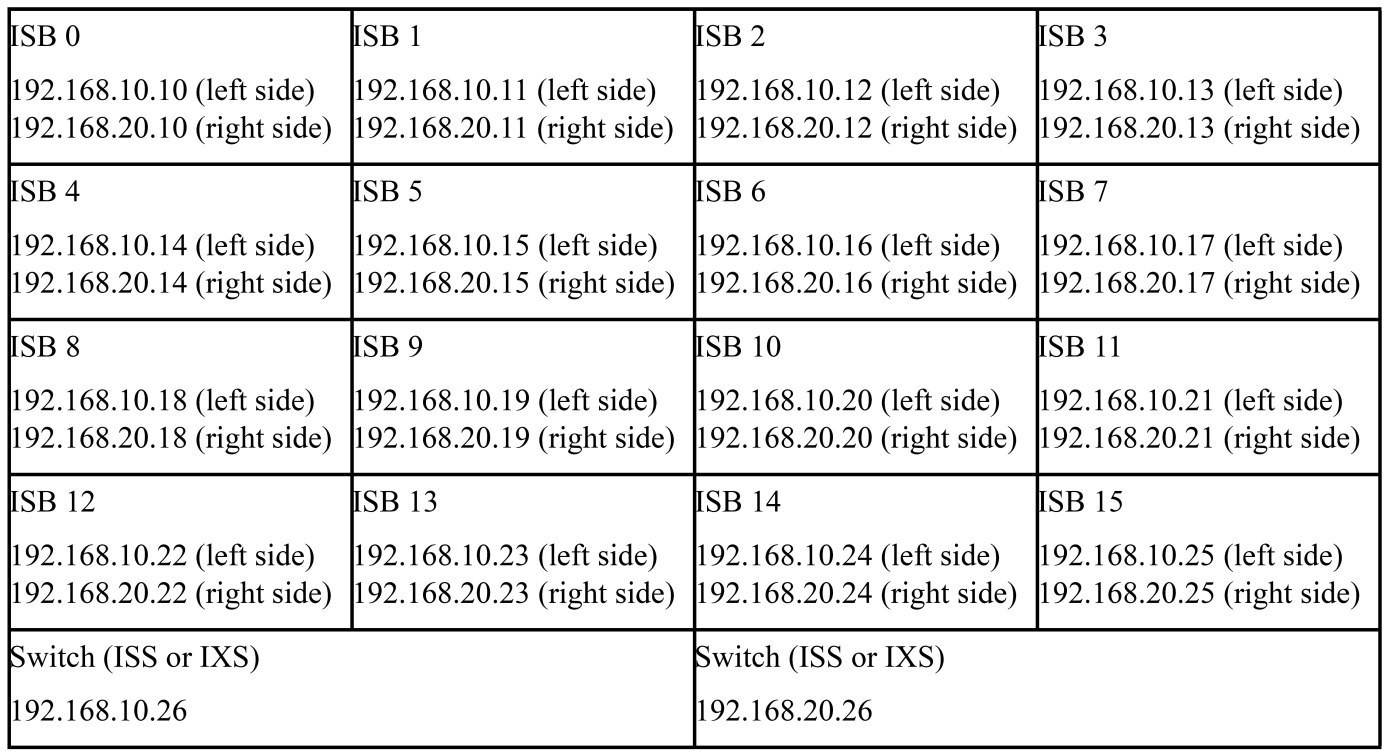 ISB 0
192.168.10.10 (left side)
192.168.20.10 (right side)
ISB 1
192.168.10.11 (left side)
192.168.20.11 (right side)
ISB 2
192.168.10.12 (left side)
192.168.20.12 (right side)
ISB 3
192.168.10.13 (left side)
192.168.20.13 (right side)
ISB 4
192.168.10.14 (left side)
192.168.20.14 (right side)
ISB 5
192.168.10.15 (left side)
192.168.20.15 (right side)
ISB 6
192.168.10.16 (left side)
192.168.20.16 (right side)
ISB 7
192.168.10.17 (left side)
192.168.20.17 (right side)
ISB 8
192.168.10.18 (left side)
192.168.20.18 (right side)
ISB 9
192.168.10.19 (left side)
192.168.20.19 (right side)
ISB 10
192.168.10.20 (left side)
192.168.20.20 (right side)
ISB 11
192.168.10.21 (left side)
192.168.20.21 (right side)
ISB 12
192.168.10.22 (left side)
192.168.20.22 (right side)
ISB 13
192.168.10.23 (left side)
192.168.20.23 (right side)
ISB 14
192.168.10.24 (left side)
192.168.20.24 (right side)
ISB 15
192.168.10.25 (left side)
192.168.20.25 (right side)
Switch (ISS or IXS)
192.168.10.26
Switch (ISS or IXS)
192.168.20.26